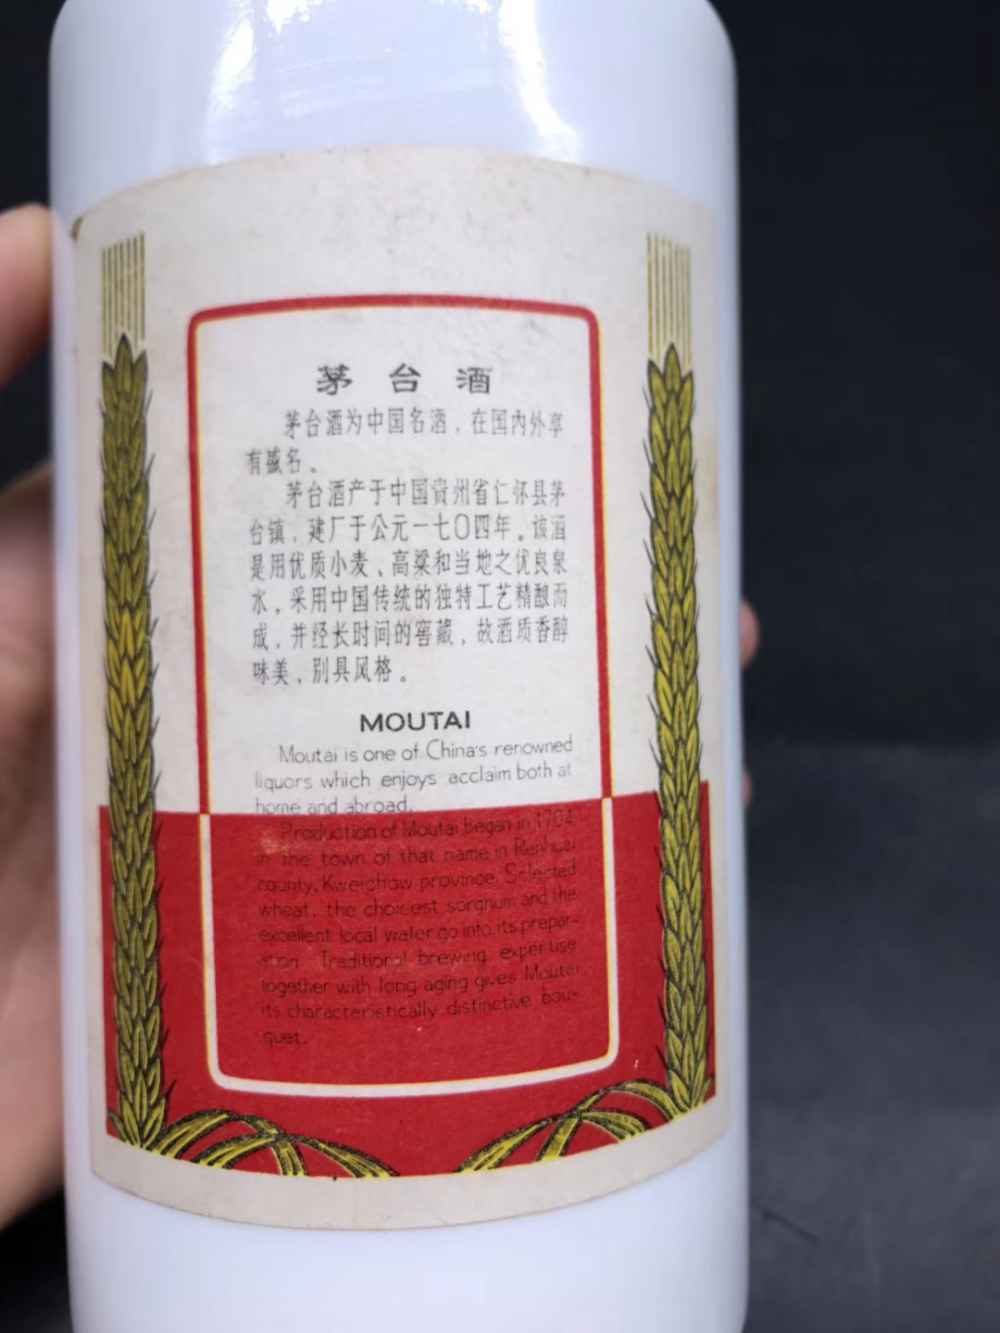 茅台酒
茅台酒为中国名酒，在国内外享
有盛名。
茅台酒产于中国贵州省仁怀县茅
台镇，建厂于公元一七〇四年。该酒
是用优质小麦、高粱和当地之优良泉
水，采用中国传统的独特工艺精酿而
成，并经长时间的窖藏，故酒质香醇
味美，别具风格。
MOUTAI
Moutai is one of China's renowned
liquors which enjoys acclaim both at
home and abroad.
Production of Moutai began in 1704
in the town of that name in Renhuai
county, Kweichow province. Selected
wheat, the choicest sorghum and the
excellent local water go into its prepar-
ation. Traditional brewing expertise
together with long aging gives Moutai
its characteristically distinctive bou-
quet.